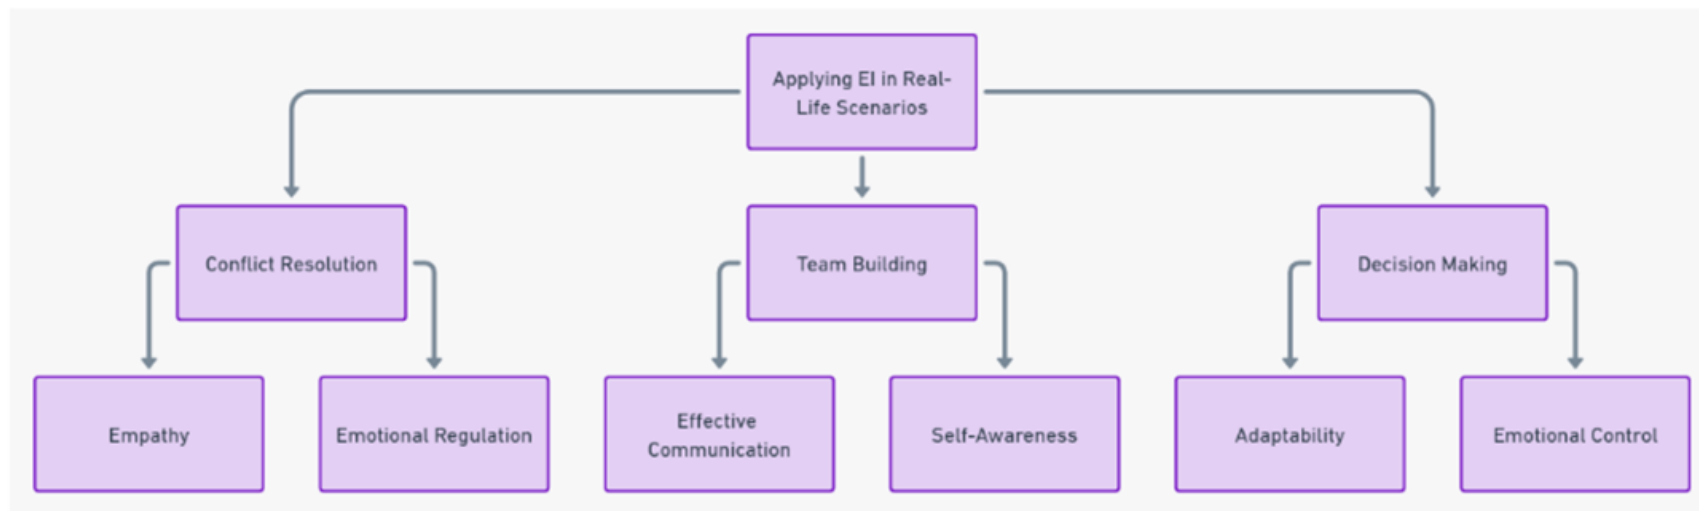 Applying EI in Real-
Life Scenarios
Conflict Resolution
Team Building
Decision Making
Empathy
Emotional Regulation
Effective
Communication
Self-Awareness
Adaptability
Emotional Control